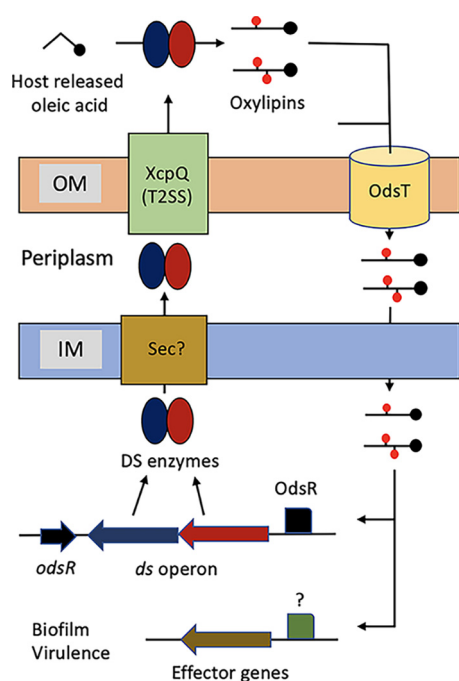 Host released
oleic acid
Oxylipins
OM
XcpQ
(T2SS)
OdsT
Periplasm
IM
Sec?
DS enzymes
OdsR
odsR
ds operon
?
Biofilm
Virulence
Effector genes